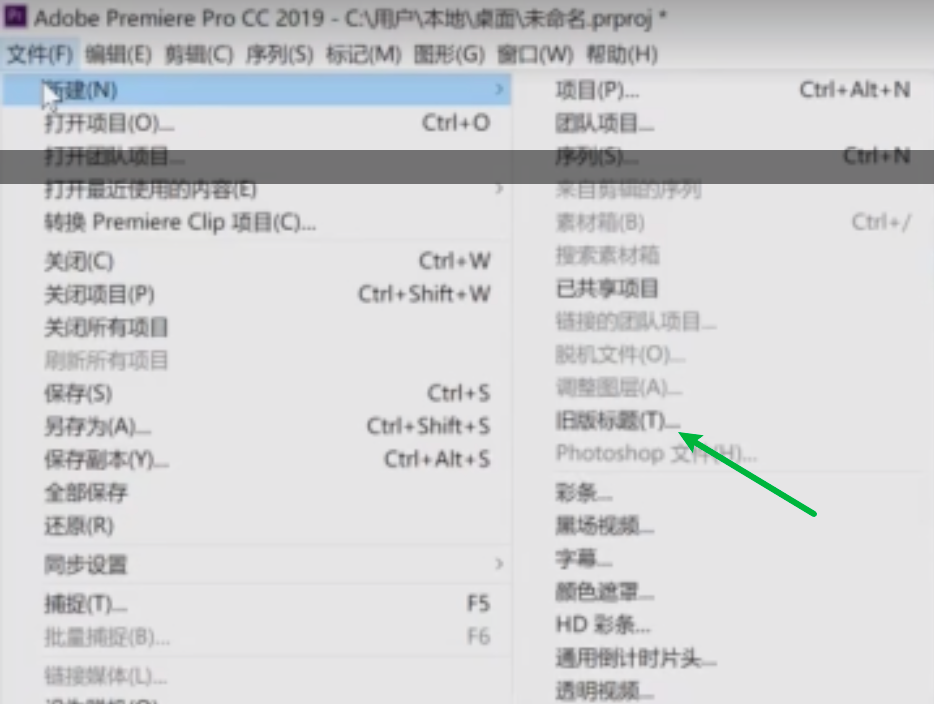 Adobe Premiere Pro CC 2019 - C:\用户\本地\桌面\未命名.prproj *
文件(F) 编辑(E) 剪辑(C) 序列(S) 标记(M) 图形(G) 窗口(W) 帮助(H)
新建(N) >
打开项目(O)... Ctrl+O
打开团队项目...
打开最近使用的内容(E) >
转换 Premiere Clip 项目(C)...
关闭(C) Ctrl+W
关闭项目(P) Ctrl+Shift+W
关闭所有项目
刷新所有项目
保存(S) Ctrl+S
另存为(A)... Ctrl+Shift+S
保存副本(Y)... Ctrl+Alt+S
全部保存
还原(R)
同步设置 >
捕捉(T)... F5
批量捕捉(B)... F6
链接媒体(L)...
项目(P)... Ctrl+Alt+N
团队项目...
序列(S)... Ctrl+N
来自剪辑的序列
素材箱(B) Ctrl+/
搜索素材箱
已共享项目
链接的团队项目...
脱机文件(O)...
调整图层(A)...
旧版标题(T)...
Photoshop 文件(H)...
彩条...
黑场视频...
字幕...
颜色遮罩...
HD 彩条...
通用倒计时片头...
透明视频...